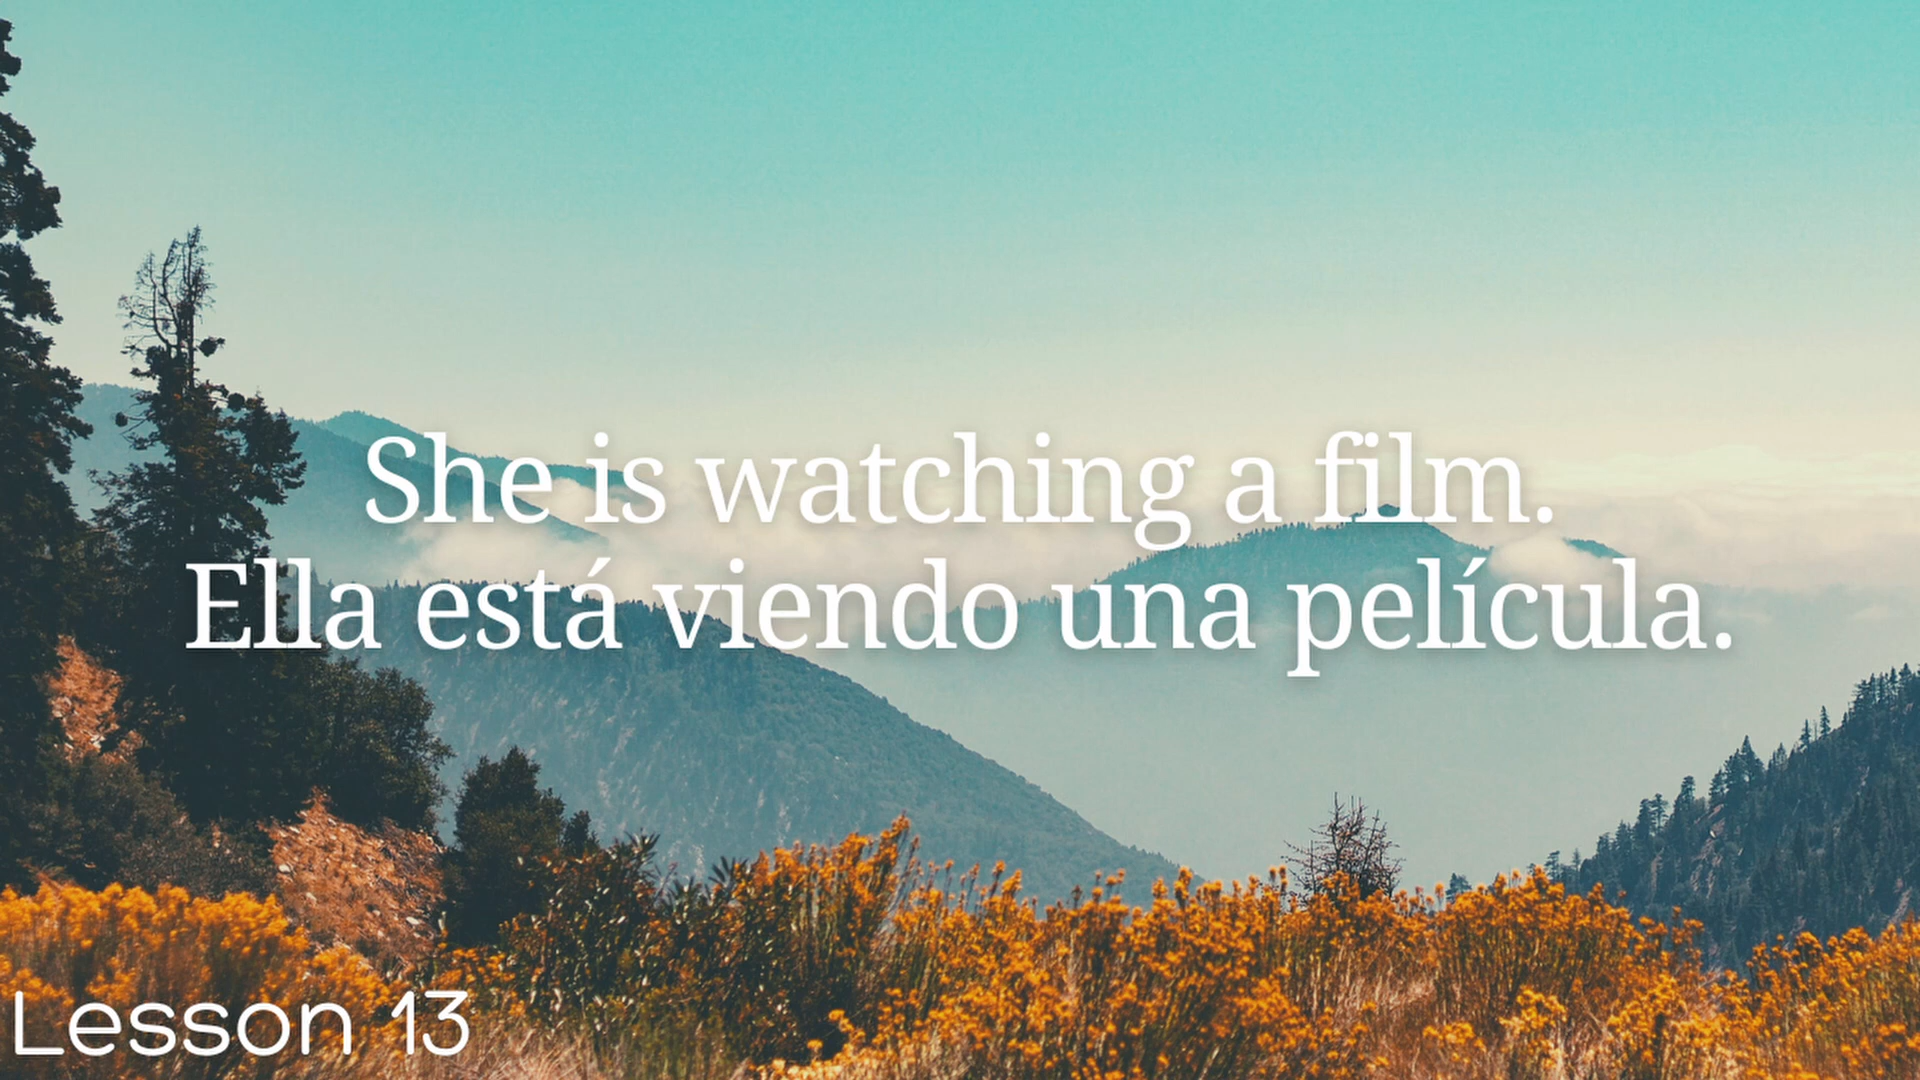 She is watching a film.
Ella está viendo una película.
Lesson 13